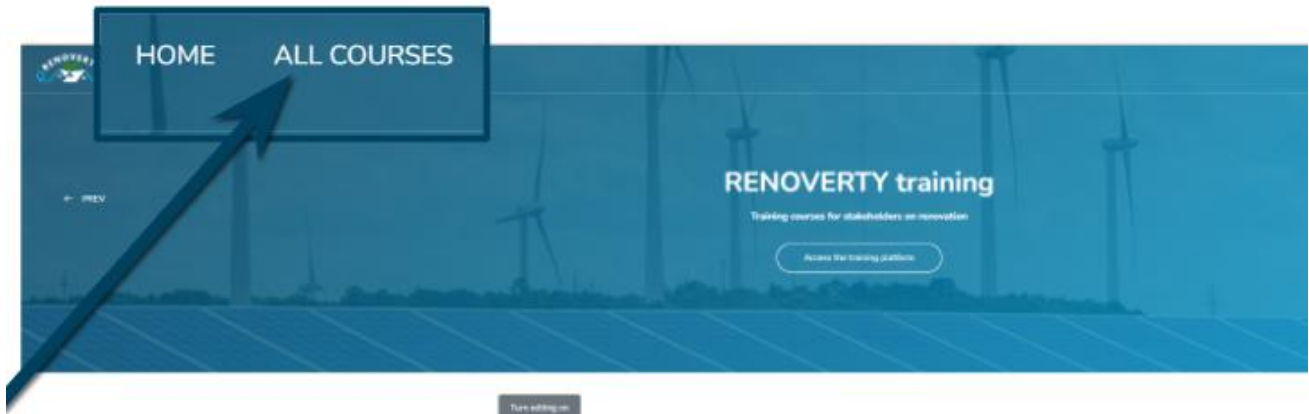 HOME ALL COURSES
RENOVERTY
← PREV
RENOVERTY training
Training courses for stakeholders on renovation
Access the training platform
Turn editing on